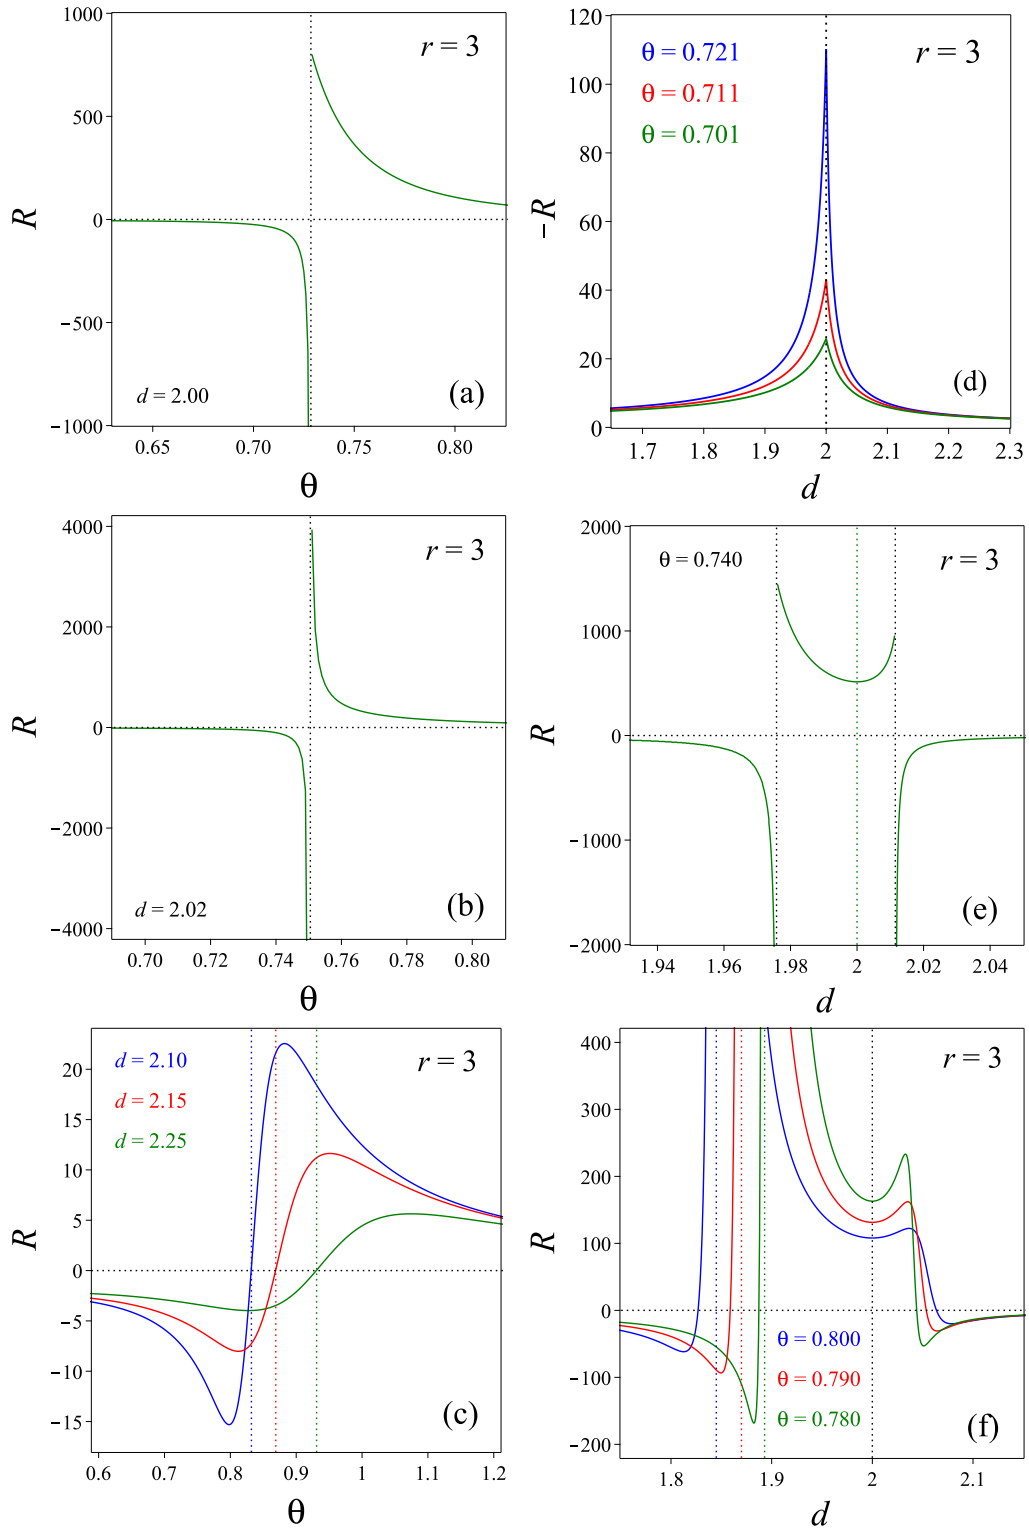 1000
500
0
−500
−1000
R
r = 3
d = 2.00
(a)
0.65
0.70
0.75
0.80
θ
120
100
80
60
40
20
0
−R
θ = 0.721
θ = 0.711
θ = 0.701
r = 3
(d)
1.7
1.8
1.9
2
2.1
2.2
2.3
d
4000
2000
0
−2000
−4000
R
r = 3
d = 2.02
(b)
0.70
0.72
0.74
0.76
0.78
0.80
θ
2000
1000
0
−1000
−2000
R
θ = 0.740
r = 3
(e)
1.94
1.96
1.98
2
2.02
2.04
d
20
15
10
5
0
−5
−10
−15
R
d = 2.10
d = 2.15
d = 2.25
r = 3
(c)
0.6
0.7
0.8
0.9
1
1.1
1.2
θ
400
300
200
100
0
−100
−200
R
r = 3
θ = 0.800
θ = 0.790
θ = 0.780
(f)
1.8
1.9
2
2.1
d